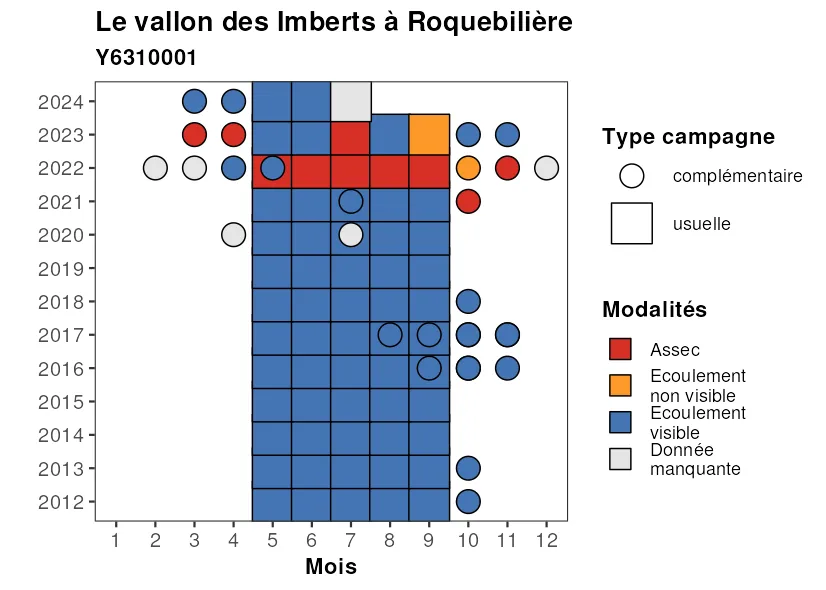 Le vallon des Imberts à Roquebilière
Y6310001
2024
2023
2022
2021
2020
2019
2018
2017
2016
2015
2014
2013
2012
1 2 3 4 5 6 7 8 9 10 11 12
Mois
Type campagne
complémentaire
usuelle
Modalités
Assec
Ecoulement
non visible
Ecoulement
visible
Donnée
manquante